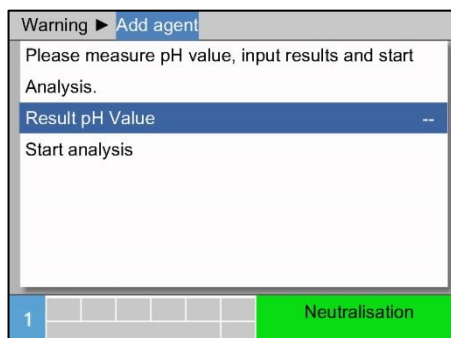 Warning ► Add agent
Please measure pH value, input results and start
Analysis.
Result pH Value --
Start analysis
1 Neutralisation